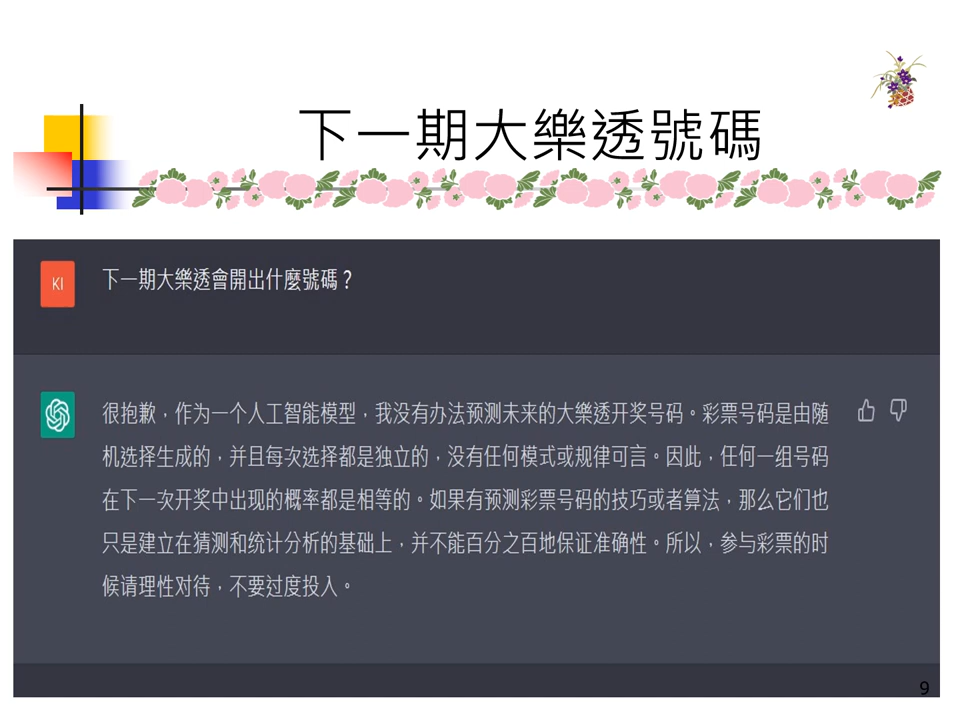 下一期大樂透號碼
KI
下一期大樂透會開出什麼號碼？
很抱歉，作为一个人工智能模型，我没有办法预测未来的大樂透开奖号码。彩票号码是由随
机选择生成的，并且每次选择都是独立的，没有任何模式或规律可言。因此，任何一组号码
在下一次开奖中出现的概率都是相等的。如果有预测彩票号码的技巧或者算法，那么它们也
只是建立在猜测和统计分析的基础上，并不能百分之百地保证准确性。所以，参与彩票的时
候请理性对待，不要过度投入。
9